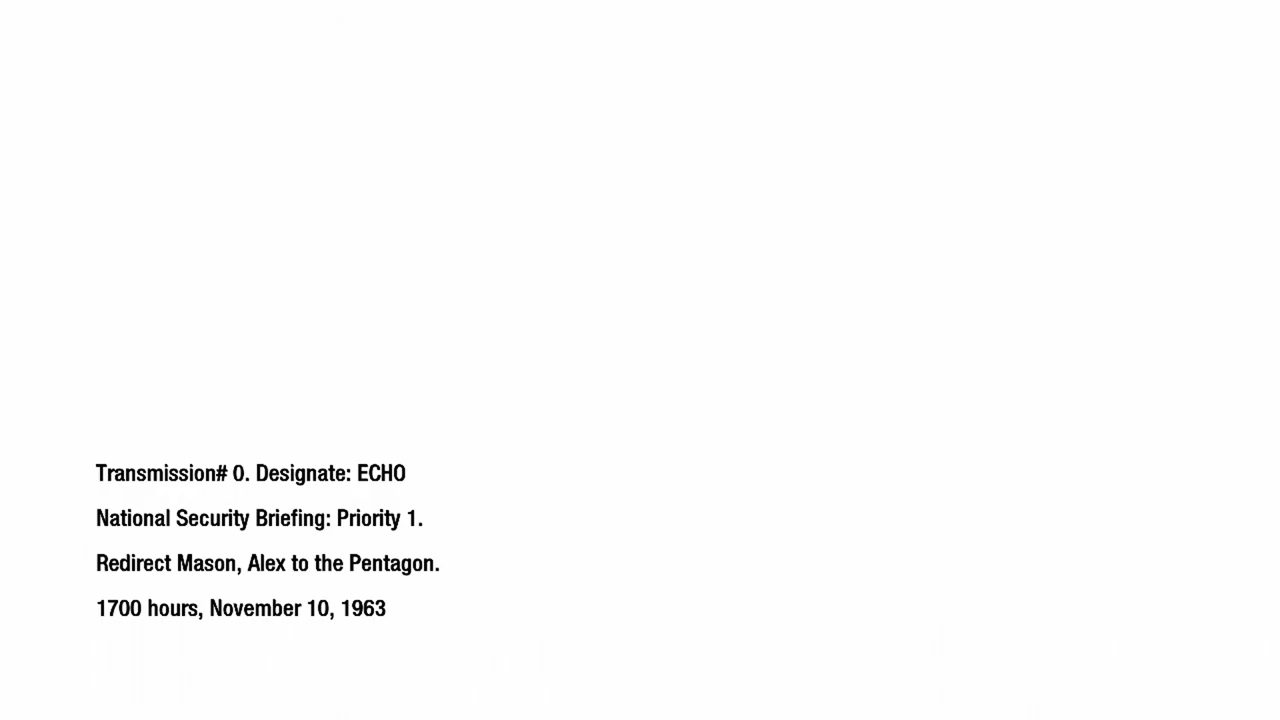 Transmission# 0. Designate: ECHO
National Security Briefing: Priority 1.
Redirect Mason, Alex to the Pentagon.
1700 hours, November 10, 1963